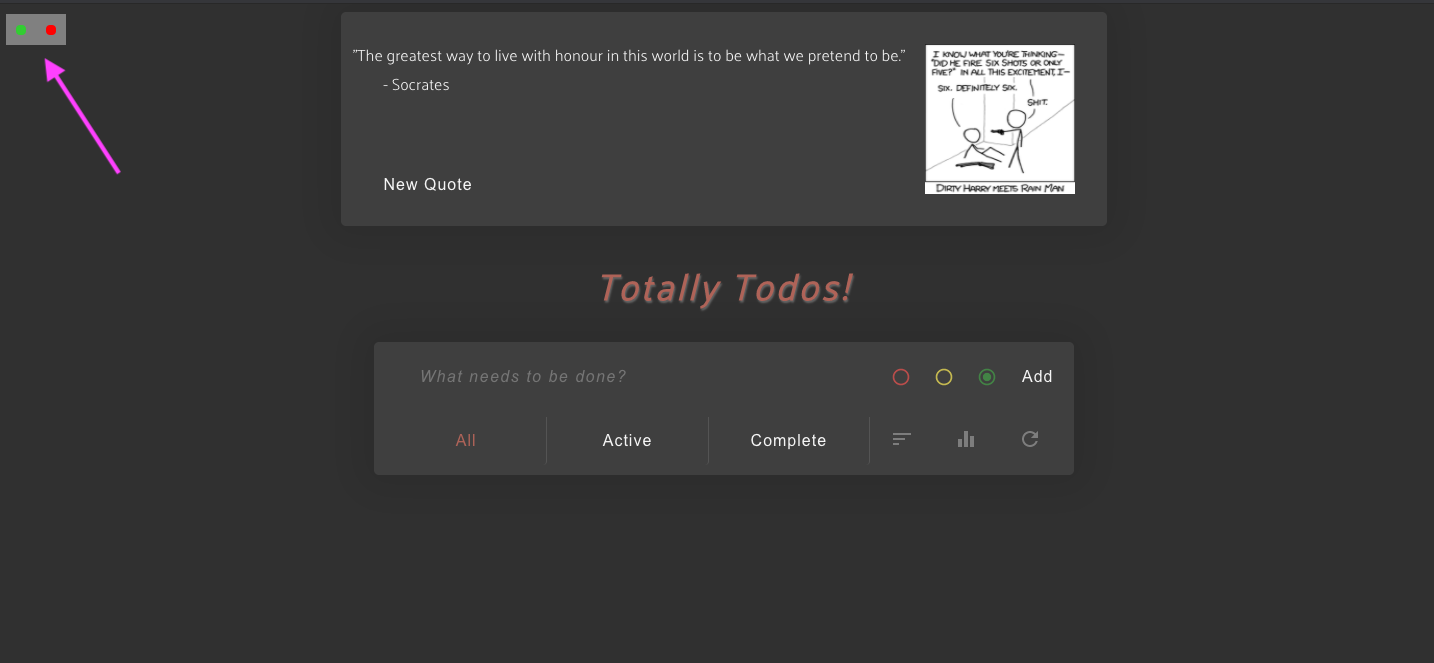 "The greatest way to live with honour in this world is to be what we pretend to be."
- Socrates
New Quote
I KNOW WHAT YOU'RE THINKING—
"DID HE FIRE SIX SHOTS OR ONLY
FIVE?" IN ALL THIS EXCITEMENT, I—
SIX. DEFINITELY SIX.
SHIT.
DIRTY HARRY MEETS RAIN MAN
Totally Todos!
What needs to be done?
Add
All
Active
Complete